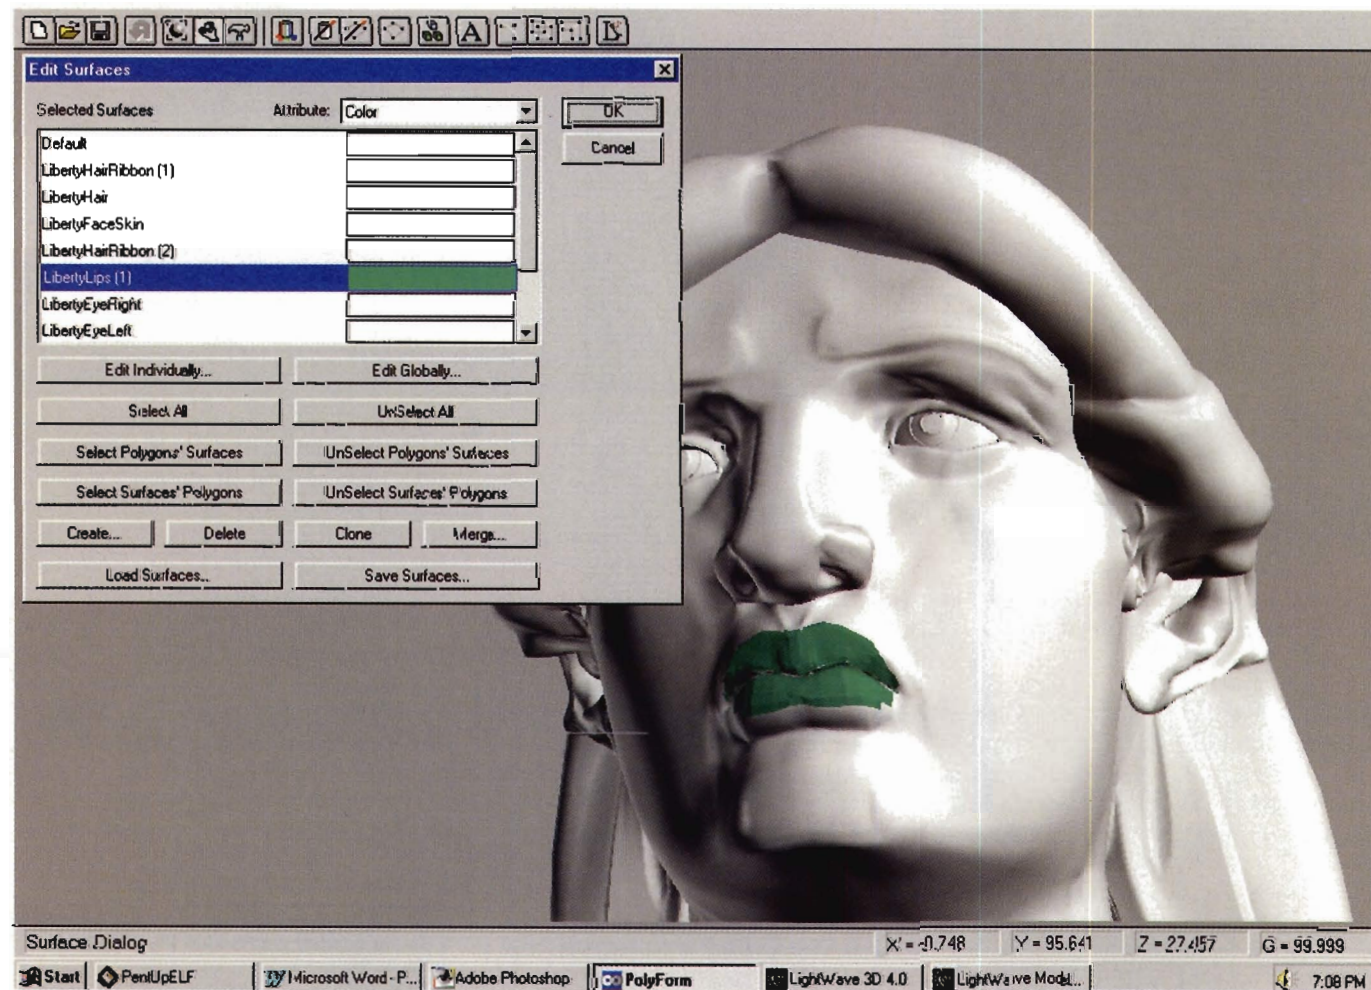 Edit Surfaces
Selected Surfaces Attribute: Color OK
Default Cancel
LibertyHairRibbon (1)
LibertyHair
LibertyFaceSkin
LibertyHairRibbon (2)
LibertyLips (1)
LibertyEyeRight
LibertyEyeLeft
Edit Individually... Edit Globally...
Select All UnSelect All
Select Polygons' Surfaces UnSelect Polygons' Surfaces
Select Surfaces' Polygons UnSelect Surfaces' Polygons
Create... Delete Clone Merge...
Load Surfaces... Save Surfaces...
Surface Dialog X = -0.748 Y = 95.641 Z = 27.457 G = 99.999
Start PentUpELF Microsoft Word - P... Adobe Photoshop PolyForm LightWave 3D 4.0 LightWave Model... 7:08 PM